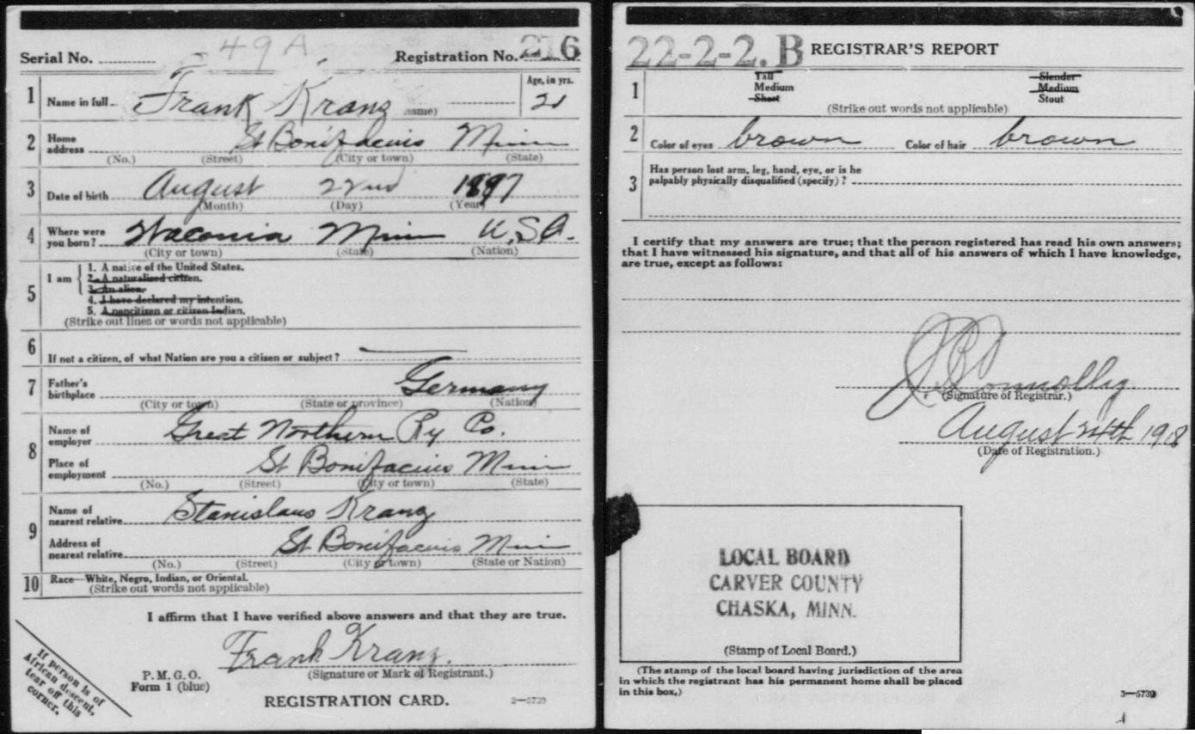 Serial No. 49 A Registration No. 216
1 Name in full Frank Kranz (Given name) Age, in yrs. 21
2 Home address St Bonifacius Minn
(No.) (Street) (City or town) (State)
3 Date of birth August 22nd 1897
(Month) (Day) (Year)
4 Where were you born? Waconia Minn U.S.A.
(City or town) (State) (Nation)
5 I am
1. A native of the United States.
2. A naturalized citizen.
3. An alien.
4. I have declared my intention.
5. A noncitizen or citizen Indian.
(Strike out lines or words not applicable)
6 If not a citizen, of what Nation are you a citizen or subject?
7 Father's birthplace Germany
(City or town) (State or province) (Nation)
8 Name of employer Great Northern Ry Co.
Place of employment St Bonifacius Minn
(No.) (Street) (City or town) (State)
9 Name of nearest relative Stanislaus Kranz
Address of nearest relative St Bonifacius Minn
(No.) (Street) (City or town) (State or Nation)
10 Race—White, Negro, Indian, or Oriental.
(Strike out words not applicable)
I affirm that I have verified above answers and that they are true.
Frank Kranz.
P. M. G. O.
Form 1 (blue)
(Signature or Mark of Registrant.)
REGISTRATION CARD.
If person is of
African descent,
tear off this
corner.
22-2-2. B REGISTRAR'S REPORT
1 Tall Slender
Medium Medium
Short Stout
(Strike out words not applicable)
2 Color of eyes brown Color of hair brown
3 Has person lost arm, leg, hand, eye, or is he
palpably physically disqualified (specify)?
I certify that my answers are true; that the person registered has read his own answers;
that I have witnessed his signature, and that all of his answers of which I have knowledge,
are true, except as follows:
Connolly
(Signature of Registrar.)
August 24th 1918
(Date of Registration.)
LOCAL BOARD
CARVER COUNTY
CHASKA, MINN.
(Stamp of Local Board.)
(The stamp of the local board having jurisdiction of the area
in which the registrant has his permanent home shall be placed
in this box.)